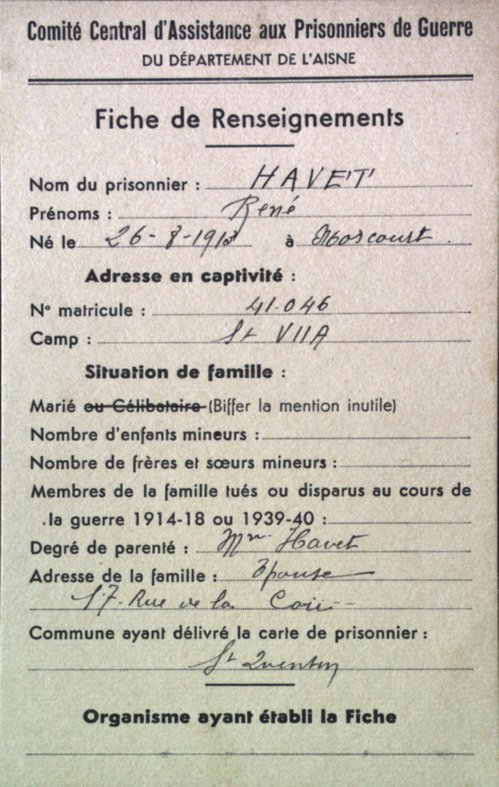 Comité Central d'Assistance aux Prisonniers de Guerre
DU DÉPARTEMENT DE L'AISNE
Fiche de Renseignements
Nom du prisonnier : HAVET
Prénoms : René
Né le 26-8-1913 à Morcourt
Adresse en captivité :
N° matricule : 41.046
Camp : St VIIA
Situation de famille :
Marié ou Célibataire (Biffer la mention inutile)
Nombre d'enfants mineurs :
Nombre de frères et sœurs mineurs :
Membres de la famille tués ou disparus au cours de
la guerre 1914-18 ou 1939-40 :
Degré de parenté : Mme Havet
Adresse de la famille : Epouse
17. Rue de la
Commune ayant délivré la carte de prisonnier :
St Quentin
Organisme ayant établi la Fiche